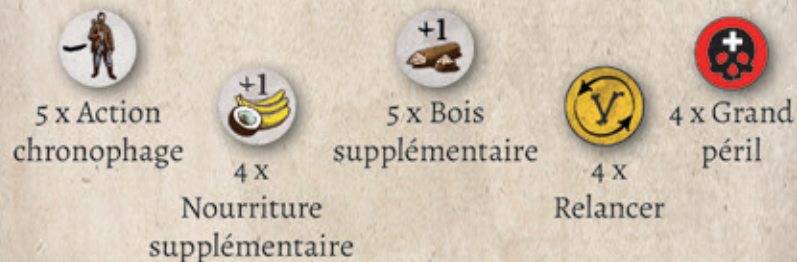 5 x Action
chronophage
+1
4 x
Nourriture
supplémentaire
+1
5 x Bois
supplémentaire
4 x
Relancer
4 x Grand
péril